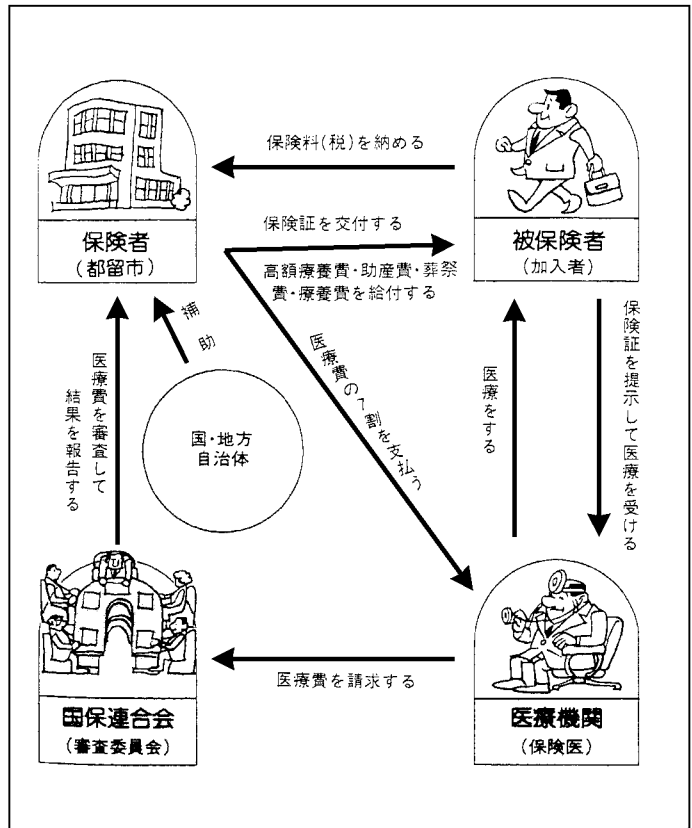 保険料(税)を納める
保険者
(都留市)
保険証を交付する
高額療養費・助産費・葬祭
費・療養費を給付する
被保険者
(加入者)
補助
医療費を審査して
結果を報告する
国・地方
自治体
医療費の7割を支払う
医療をする
保険証を提示して医療を受ける
国保連合会
(審査委員会)
医療費を請求する
医療機関
(保険医)